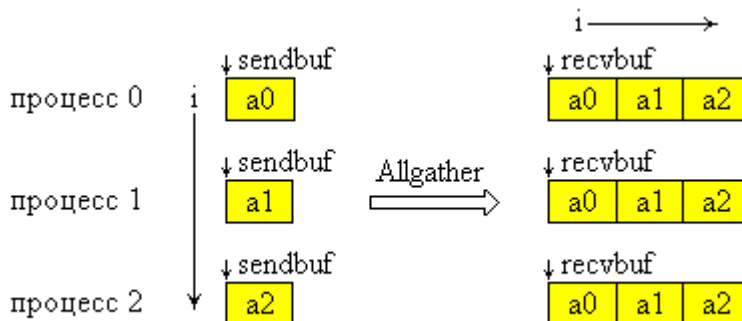 i
sendbuf recvbuf
процесс 0 i a0 a0 a1 a2
sendbuf Allgather recvbuf
процесс 1 a1 a0 a1 a2
sendbuf recvbuf
процесс 2 a2 a0 a1 a2